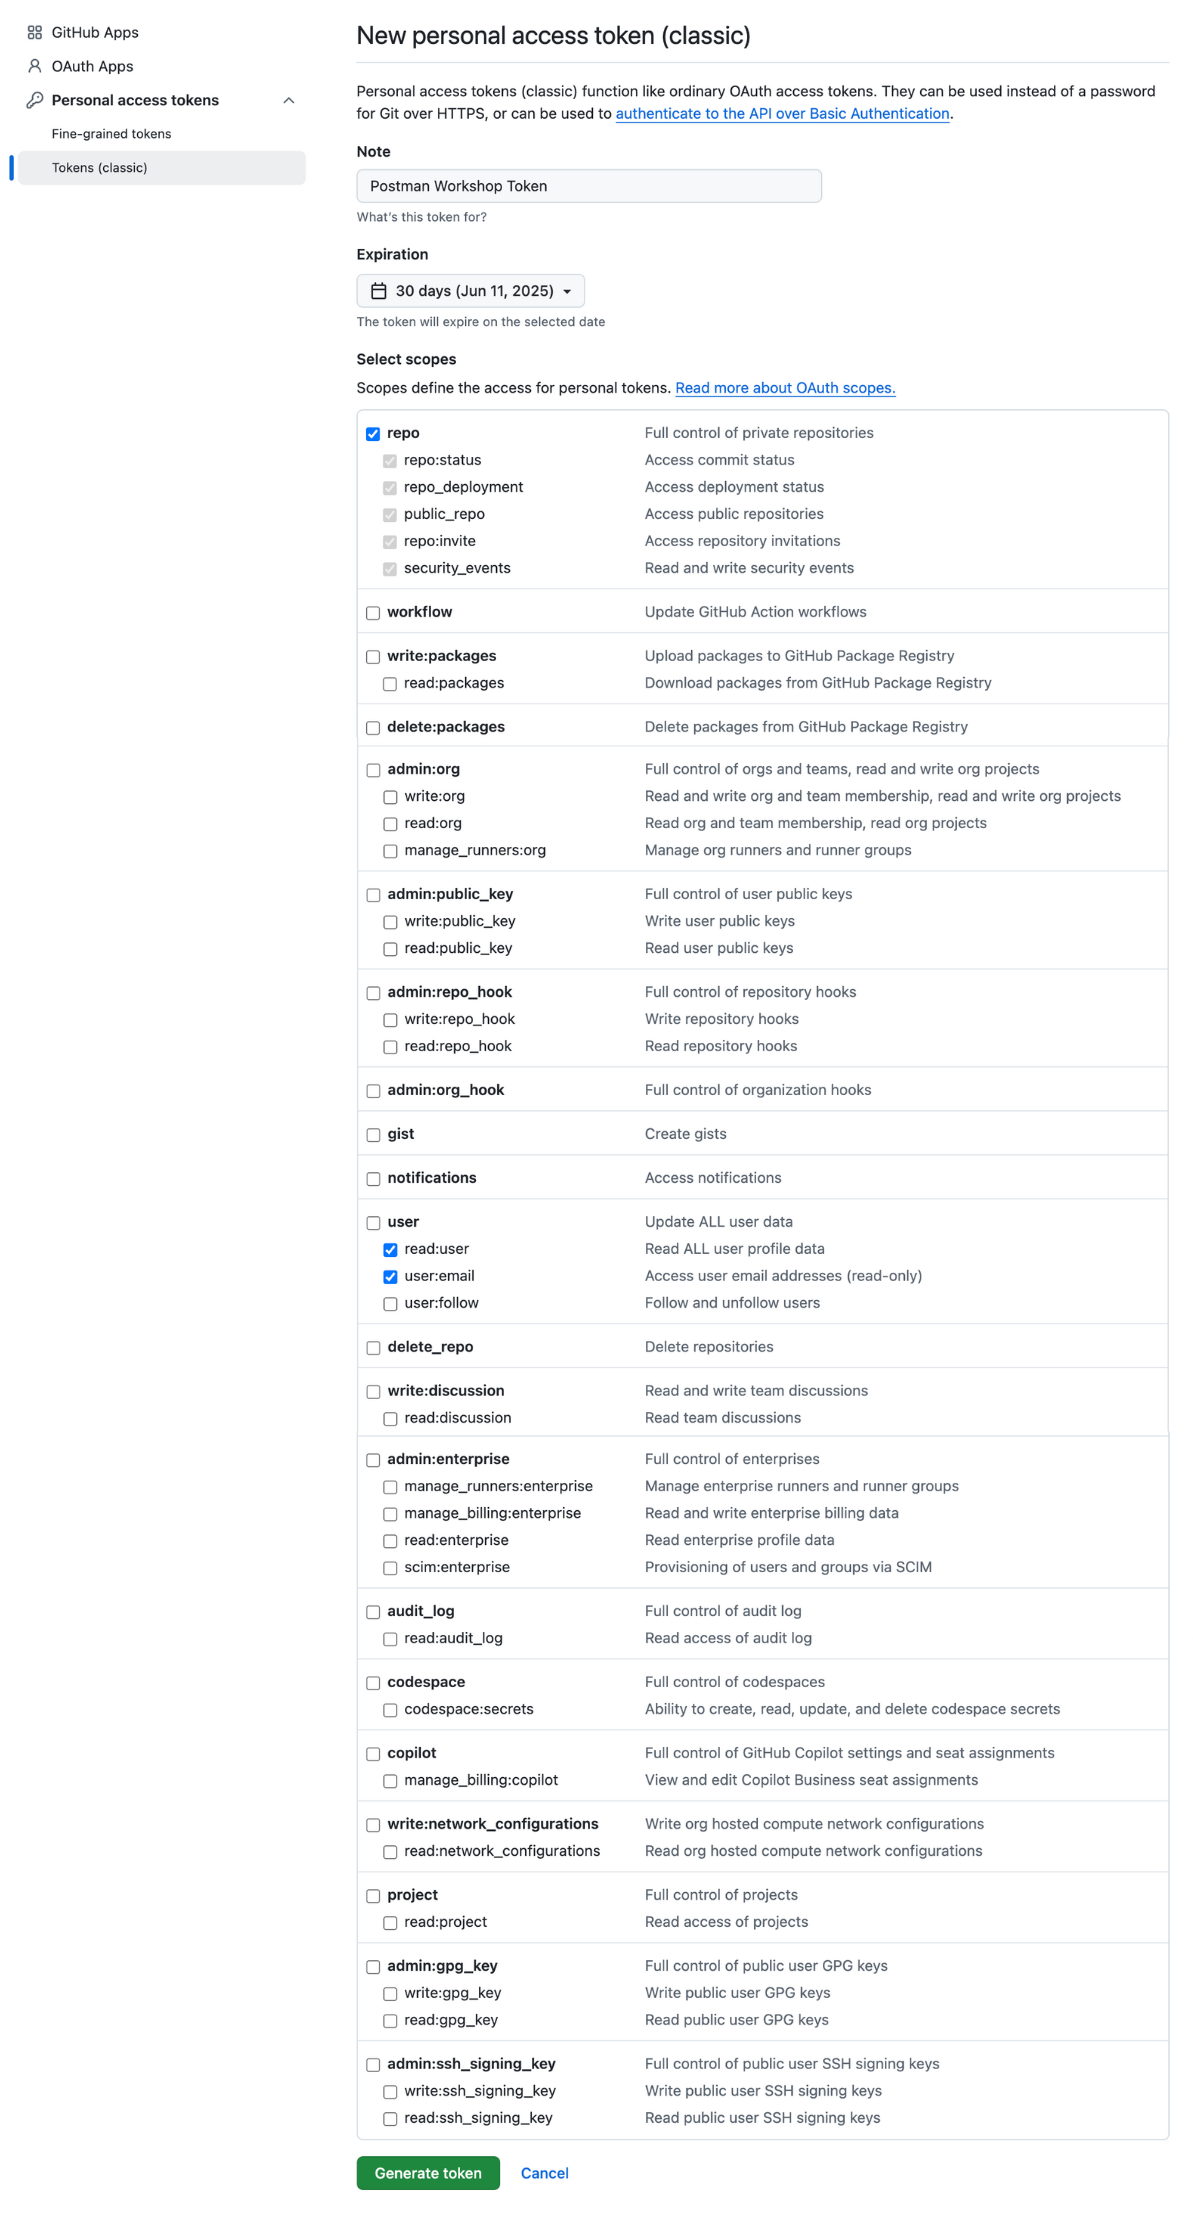 GitHub Apps
OAuth Apps
Personal access tokens
Fine-grained tokens
Tokens (classic)
New personal access token (classic)
Personal access tokens (classic) function like ordinary OAuth access tokens. They can be used instead of a password
for Git over HTTPS, or can be used to authenticate to the API over Basic Authentication.
Note
Postman Workshop Token
What's this token for?
Expiration
30 days (Jun 11, 2025)
The token will expire on the selected date
Select scopes
Scopes define the access for personal tokens. Read more about OAuth scopes.
repo Full control of private repositories
repo:status Access commit status
repo_deployment Access deployment status
public_repo Access public repositories
repo:invite Access repository invitations
security_events Read and write security events
workflow Update GitHub Action workflows
write:packages Upload packages to GitHub Package Registry
read:packages Download packages from GitHub Package Registry
delete:packages Delete packages from GitHub Package Registry
admin:org Full control of orgs and teams, read and write org projects
write:org Read and write org and team membership, read and write org projects
read:org Read org and team membership, read org projects
manage_runners:org Manage org runners and runner groups
admin:public_key Full control of user public keys
write:public_key Write user public keys
read:public_key Read user public keys
admin:repo_hook Full control of repository hooks
write:repo_hook Write repository hooks
read:repo_hook Read repository hooks
admin:org_hook Full control of organization hooks
gist Create gists
notifications Access notifications
user Update ALL user data
read:user Read ALL user profile data
user:email Access user email addresses (read-only)
user:follow Follow and unfollow users
delete_repo Delete repositories
write:discussion Read and write team discussions
read:discussion Read team discussions
admin:enterprise Full control of enterprises
manage_runners:enterprise Manage enterprise runners and runner groups
manage_billing:enterprise Read and write enterprise billing data
read:enterprise Read enterprise profile data
scim:enterprise Provisioning of users and groups via SCIM
audit_log Full control of audit log
read:audit_log Read access of audit log
codespace Full control of codespaces
codespace:secrets Ability to create, read, update, and delete codespace secrets
copilot Full control of GitHub Copilot settings and seat assignments
manage_billing:copilot View and edit Copilot Business seat assignments
write:network_configurations Write org hosted compute network configurations
read:network_configurations Read org hosted compute network configurations
project Full control of projects
read:project Read access of projects
admin:gpg_key Full control of public user GPG keys
write:gpg_key Write public user GPG keys
read:gpg_key Read public user GPG keys
admin:ssh_signing_key Full control of public user SSH signing keys
write:ssh_signing_key Write public user SSH signing keys
read:ssh_signing_key Read public user SSH signing keys
Generate token Cancel